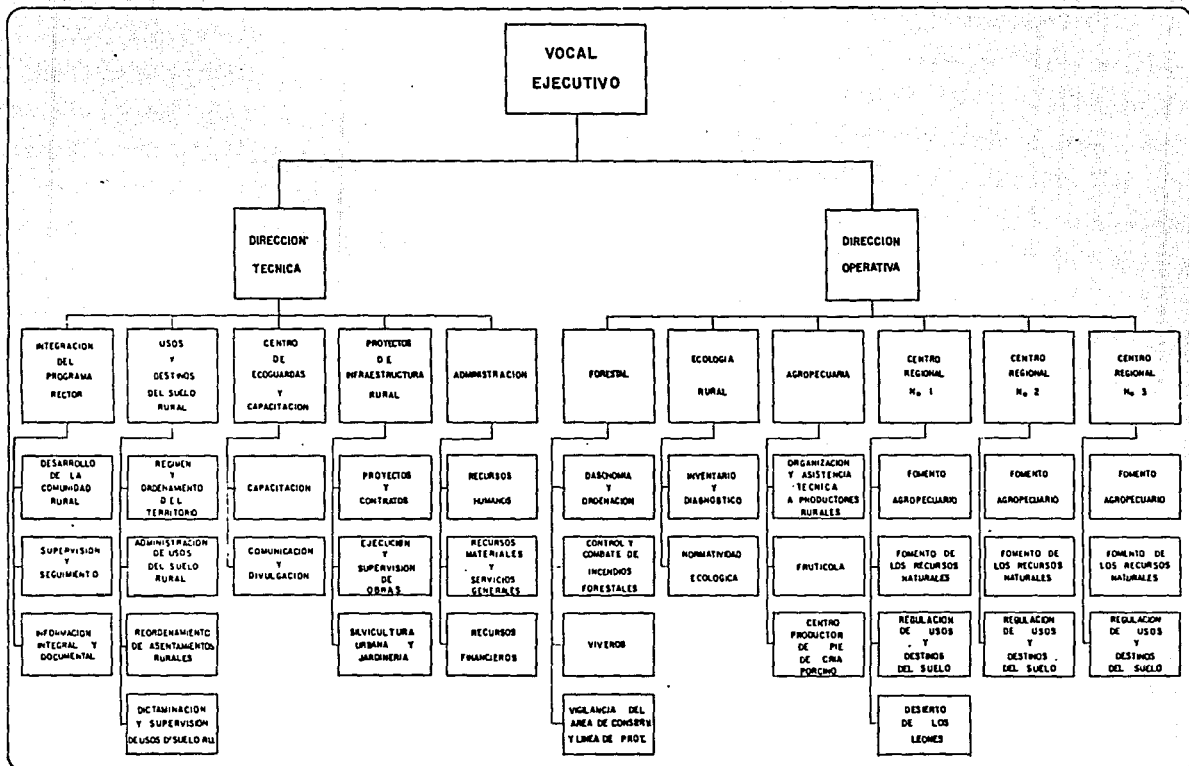 VOCAL
EJECUTIVO
DIRECCION
TECNICA
DIRECCION
OPERATIVA
INTEGRACION
DEL
PROGRAMA
RECTOR
USOS
Y
DESTINOS
DEL SUELO
RURAL
CENTRO
DE
ECOGUARDAS
Y
CAPACITACION
PROYECTOS
DE
INFRAESTRUCTURA
RURAL
ADMINISTRACION
FORESTAL
ECOLOGIA
RURAL
AGROPECUARIA
CENTRO
REGIONAL
No 1
CENTRO
REGIONAL
No 2
CENTRO
REGIONAL
No 3
DESARROLLO
DE LA
COMUNIDAD
RURAL
REGIMEN
Y
ORDENAMIENTO
DEL
TERRITORIO
CAPACITACION
PROYECTOS
Y
CONTRATOS
RECURSOS
HUMANOS
DASONOMIA
ORDENACION
INVENTARIO
Y
DIAGNOSTICO
ORGANIZACION
Y ASISTENCIA
TECNICA
A PRODUCTORES
RURALES
FOMENTO
AGROPECUARIO
FOMENTO
AGROPECUARIO
FOMENTO
AGROPECUARIO
SUPERVISION
Y
SEGUIMIENTO
ADMINISTRACION
DE USOS
DEL SUELO
RURAL
COMUNICACION
Y
DIVULGACION
EJECUCION
Y
SUPERVISION
DE
OBRAS
RECURSOS
MATERIALES
Y
SERVICIOS
GENERALES
CONTROL Y
COMBATE DE
INCENDIOS
FORESTALES
NORMATIVIDAD
ECOLOGICA
FRUTICOLA
FOMENTO DE
LOS RECURSOS
NATURALES
FOMENTO DE
LOS RECURSOS
NATURALES
FOMENTO DE
LOS RECURSOS
NATURALES
INFORMACION
INTEGRAL Y
DOCUMENTAL
REORDENAMIENTO
DE ASENTAMIENTOS
RURALES
SILVICULTURA
URBANA Y
JARDINERIA
RECURSOS
FINANCIEROS
VIVEROS
CENTRO
PRODUCTOR
DE PIE
DE CRIA
PORCINO
REGULACION
DE USOS
Y
DESTINOS
DEL SUELO
REGULACION
DE USOS
Y
DESTINOS
DEL SUELO
REGULACION
DE USOS
Y
DESTINOS
DEL SUELO
DICTAMINACION
Y SUPERVISION
DE USOS D'SUELO RU.
VIGILANCIA DEL
AREA DE CONSERV.
Y LINEA DE PROT.
DESIERTO
DE LOS
LEONES